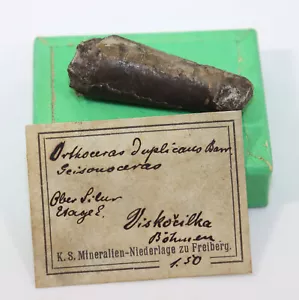 Orthoceras duplicans Barr
Geisonoceras
Ober Silur
Etage E.
Viskočilka
Böhmen
K. S. Mineralien-Niederlage zu Freiberg.
1.50